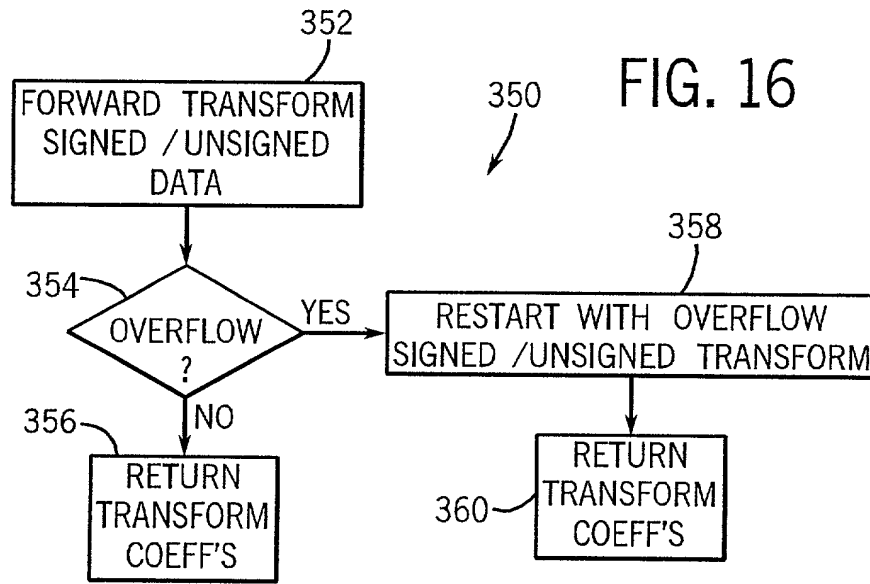 352
FIG. 16
350
FORWARD TRANSFORM
SIGNED / UNSIGNED
DATA
358
354
OVERFLOW
?
YES
RESTART WITH OVERFLOW
SIGNED /UNSIGNED TRANSFORM
NO
356
RETURN
TRANSFORM
COEFF'S
360
RETURN
TRANSFORM
COEFF'S